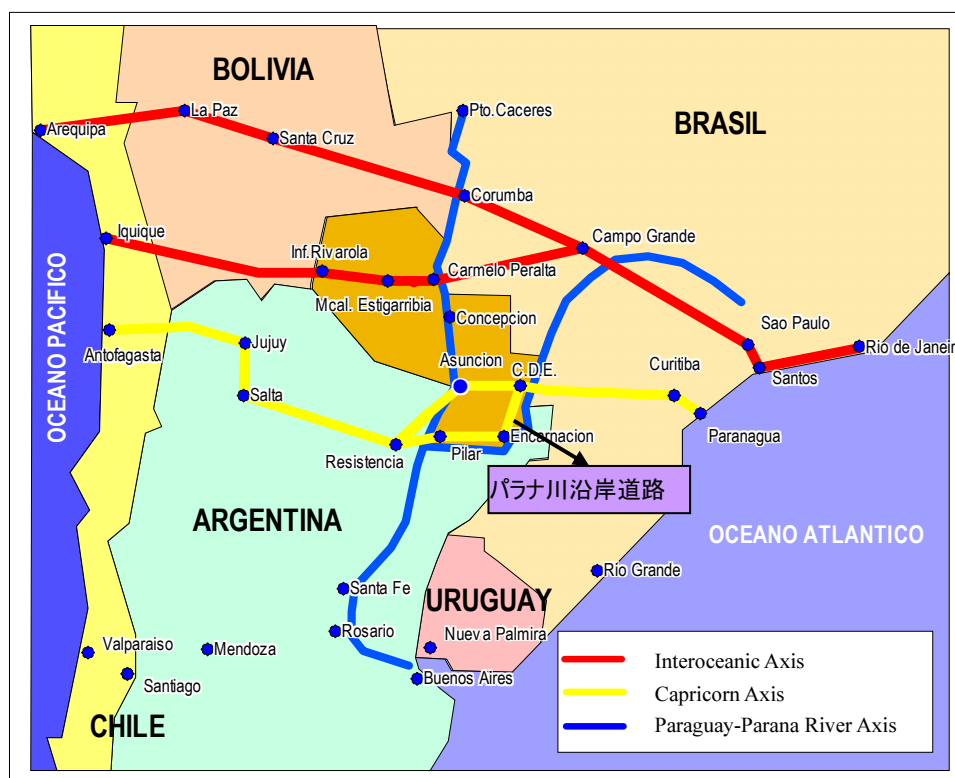 BOLIVIA
La Paz
Pto.Caceres
BRASIL
Arequipa
Santa Cruz
Corumba
Iquique
Inf.Rivarola
Campo Grande
Carmelo Peralta
Mcal. Estigarribia
OCEANO PACIFICO
Concepcion
Sao Paulo
Antofagasta
Jujuy
Asuncion
C.D.E.
Curitiba
Rio de Janeir
Santos
Salta
Paranagua
Encarnacion
Resistencia
Pilar
パラナ川沿岸道路
ARGENTINA
OCEANO ATLANTICO
Rio Grande
Santa Fe
URUGUAY
Rosario
Nueva Palmira
Valparaiso
Mendoza
Santiago
Buenos Aires
CHILE
Interoceanic Axis
Capricorn Axis
Paraguay-Parana River Axis